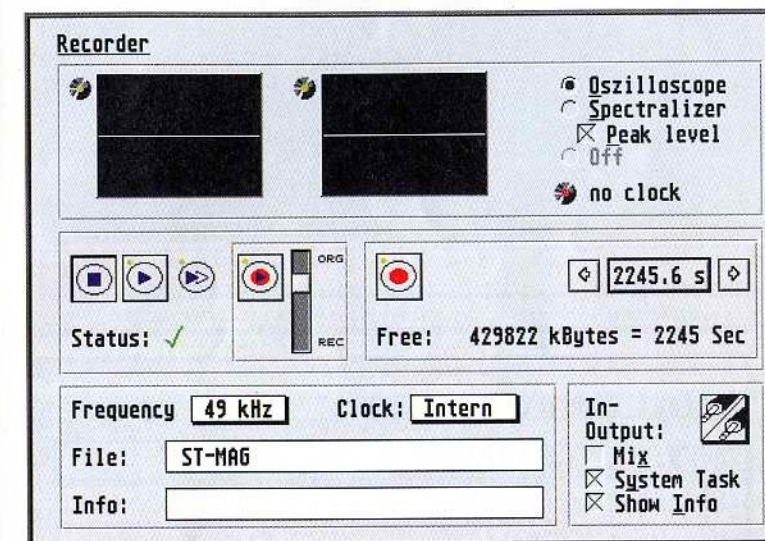 Recorder
Oszilloscope
Spectralizer
Peak level
Off
no clock
ORG
REC
Status:
2245.6 s
Free: 429822 kBytes = 2245 Sec
Frequency 49 kHz Clock: Intern
File: ST-MAG
Info:
In-
Output:
Mix
System Task
Show Info